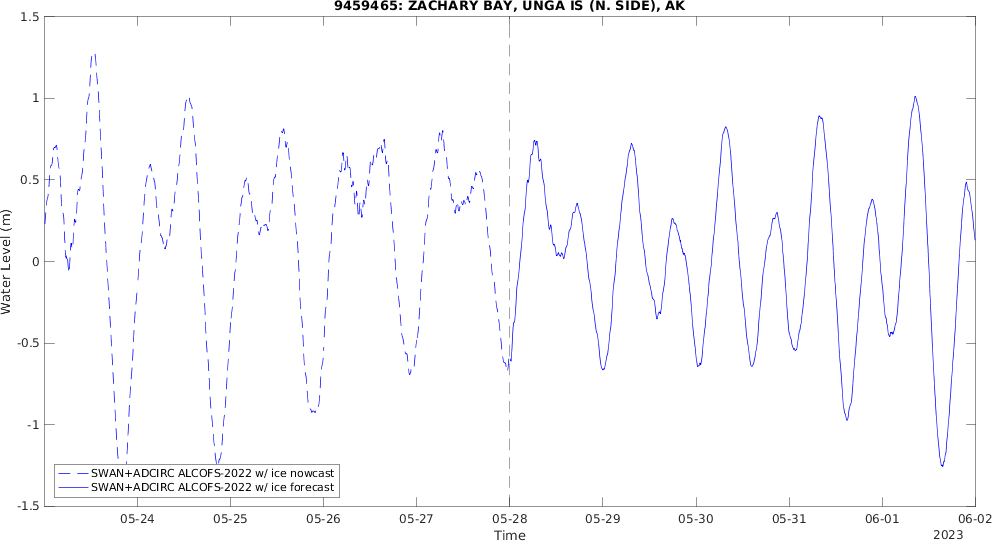 9459465: ZACHARY BAY, UNGA IS (N. SIDE), AK
1.5
1
0.5
0
-0.5
-1
-1.5
Water Level (m)
SWAN+ADCIRC ALCOFS-2022 w/ ice nowcast
SWAN+ADCIRC ALCOFS-2022 w/ ice forecast
05-24 05-25 05-26 05-27 05-28 05-29 05-30 05-31 06-01 06-02
Time
2023